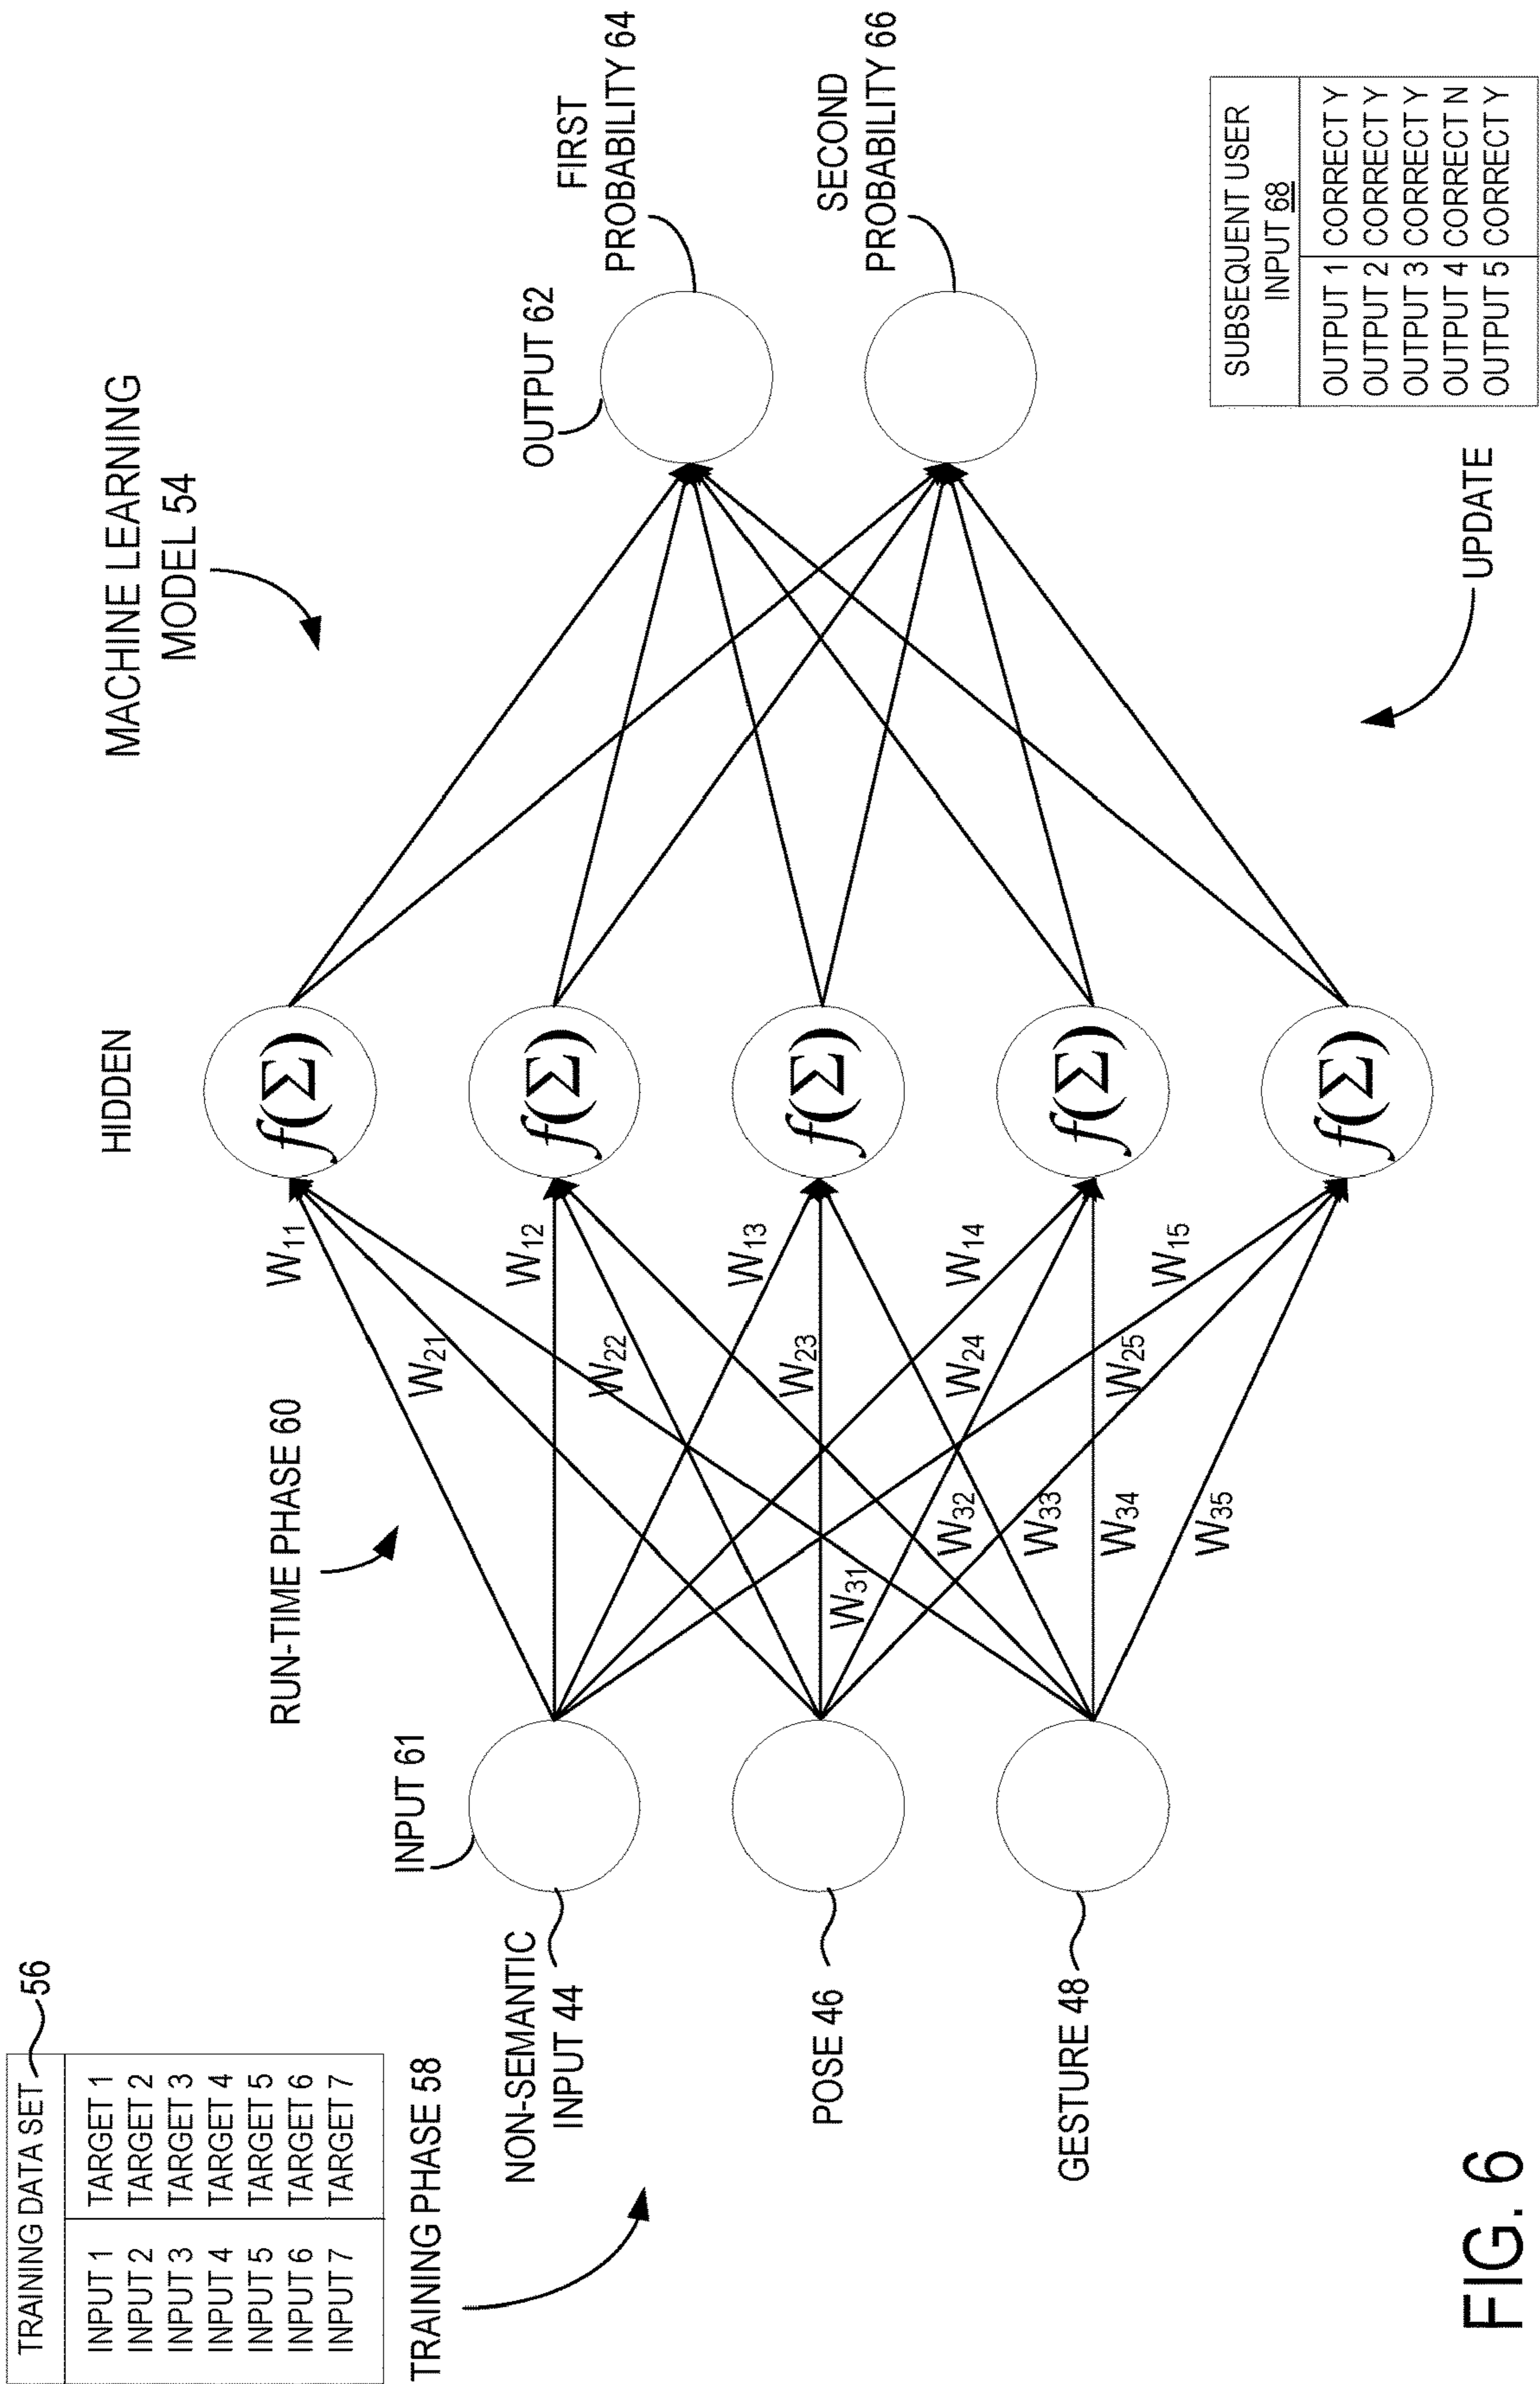 TRAINING DATA SET 56
INPUT 1 TARGET 1
INPUT 2 TARGET 2
INPUT 3 TARGET 3
INPUT 4 TARGET 4
INPUT 5 TARGET 5
INPUT 6 TARGET 6
INPUT 7 TARGET 7
TRAINING PHASE 58
RUN-TIME PHASE 60
HIDDEN
MACHINE LEARNING
MODEL 54
INPUT 61
NON-SEMANTIC
INPUT 44
POSE 46
GESTURE 48
W11
W21
W12
W22
W13
W23
W31
W14
W24
W32
W33
W15
W25
W34
W35
f(Σ)
f(Σ)
f(Σ)
f(Σ)
f(Σ)
OUTPUT 62
FIRST
PROBABILITY 64
SECOND
PROBABILITY 66
UPDATE
SUBSEQUENT USER
INPUT 68
OUTPUT 1 CORRECT Y
OUTPUT 2 CORRECT Y
OUTPUT 3 CORRECT Y
OUTPUT 4 CORRECT N
OUTPUT 5 CORRECT Y
FIG. 6